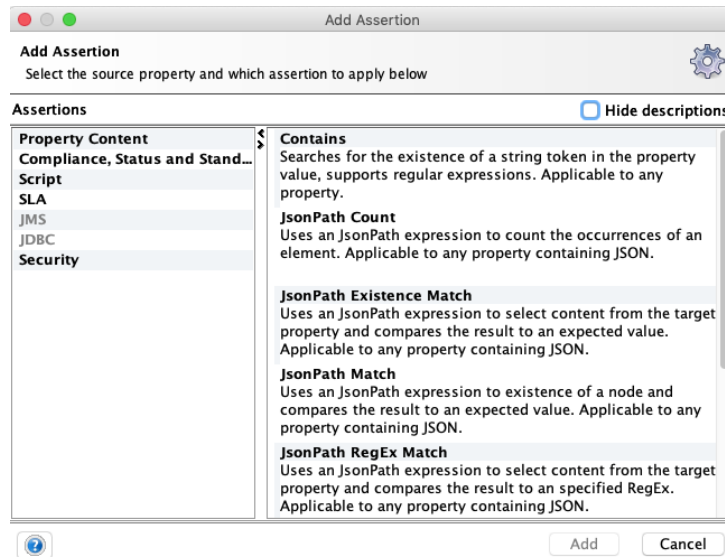 Add Assertion
Add Assertion
Select the source property and which assertion to apply below
Assertions
Hide descriptions
Property Content
Compliance, Status and Stand...
Script
SLA
JMS
JDBC
Security
Contains
Searches for the existence of a string token in the property
value, supports regular expressions. Applicable to any
property.
JsonPath Count
Uses an JsonPath expression to count the occurrences of an
element. Applicable to any property containing JSON.
JsonPath Existence Match
Uses an JsonPath expression to select content from the target
property and compares the result to an expected value.
Applicable to any property containing JSON.
JsonPath Match
Uses an JsonPath expression to existence of a node and
compares the result to an expected value. Applicable to any
property containing JSON.
JsonPath RegEx Match
Uses an JsonPath expression to select content from the target
property and compares the result to an specified RegEx.
Applicable to any property containing JSON.
?
Add
Cancel